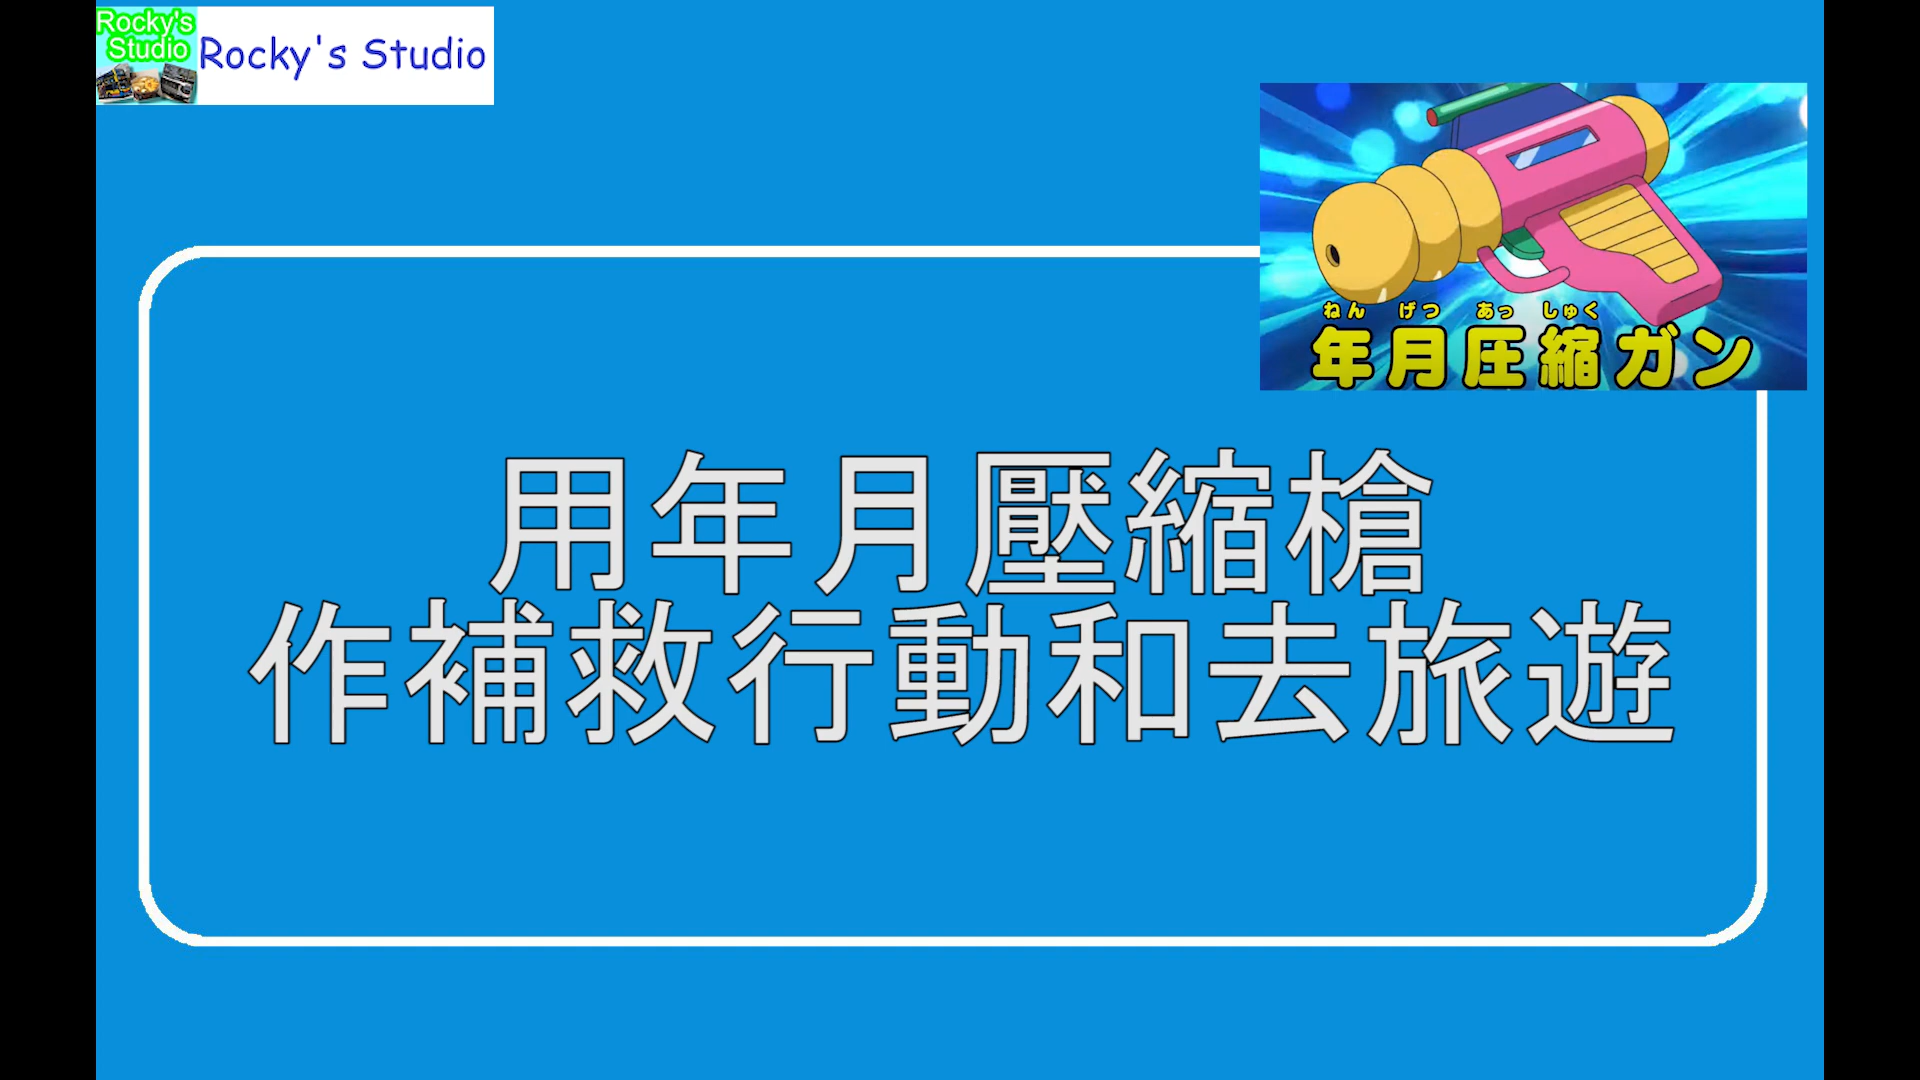 Rocky's
Studio
Rocky's Studio
ねんげつあっしゅく
年月圧縮ガン
用年月壓縮槍
作補救行動和去旅遊